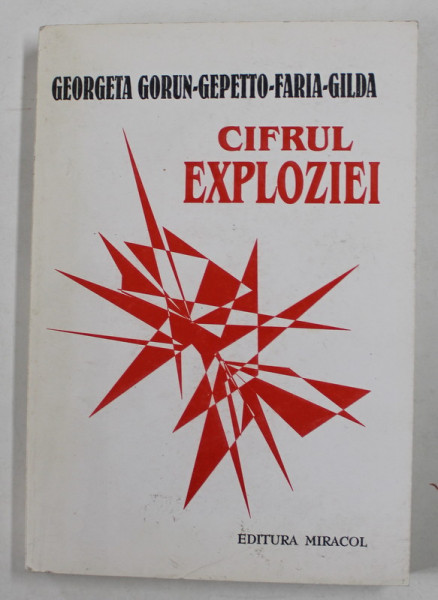 GEORGETA GORUN-GEPETTO-FARIA-GILDA
CIFRUL
EXPLOZIEI
EDITURA MIRACOL